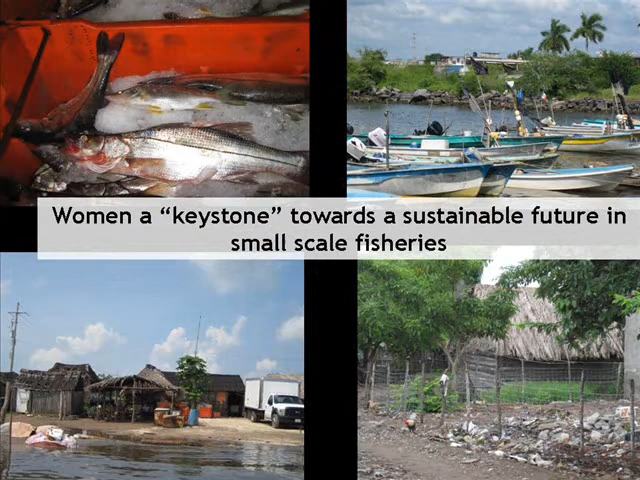 Women a “keystone” towards a sustainable future in
small scale fisheries